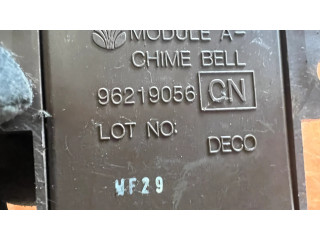 MODULE A-
CHIME BELL
96219056 CN
LOT NO: DECO
MF29